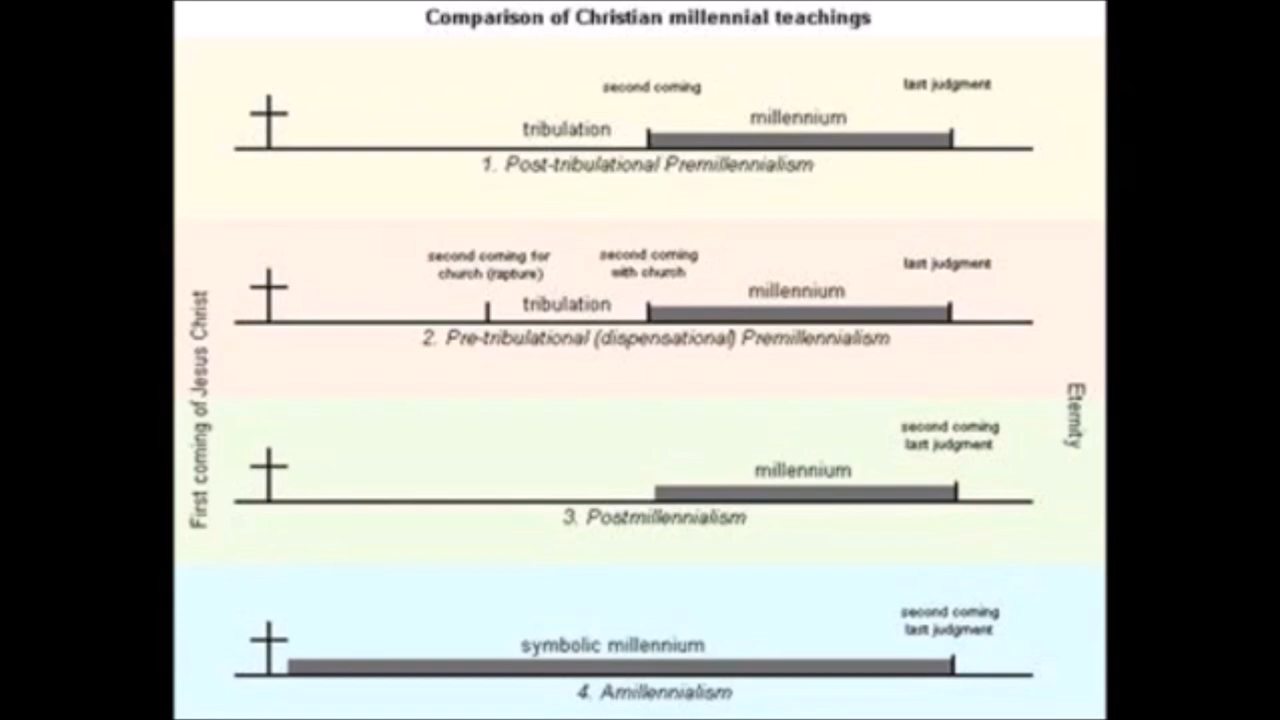 Comparison of Christian millennial teachings
second coming
last judgment
tribulation
millennium
1. Post-tribulational Premillennialism
second coming for
church (rapture)
second coming
with church
last judgment
tribulation
millennium
2. Pre-tribulational (dispensational) Premillennialism
First coming of Jesus Christ
Eternity
second coming
last judgment
millennium
3. Postmillennialism
second coming
last judgment
symbolic millennium
4. Amillennialism